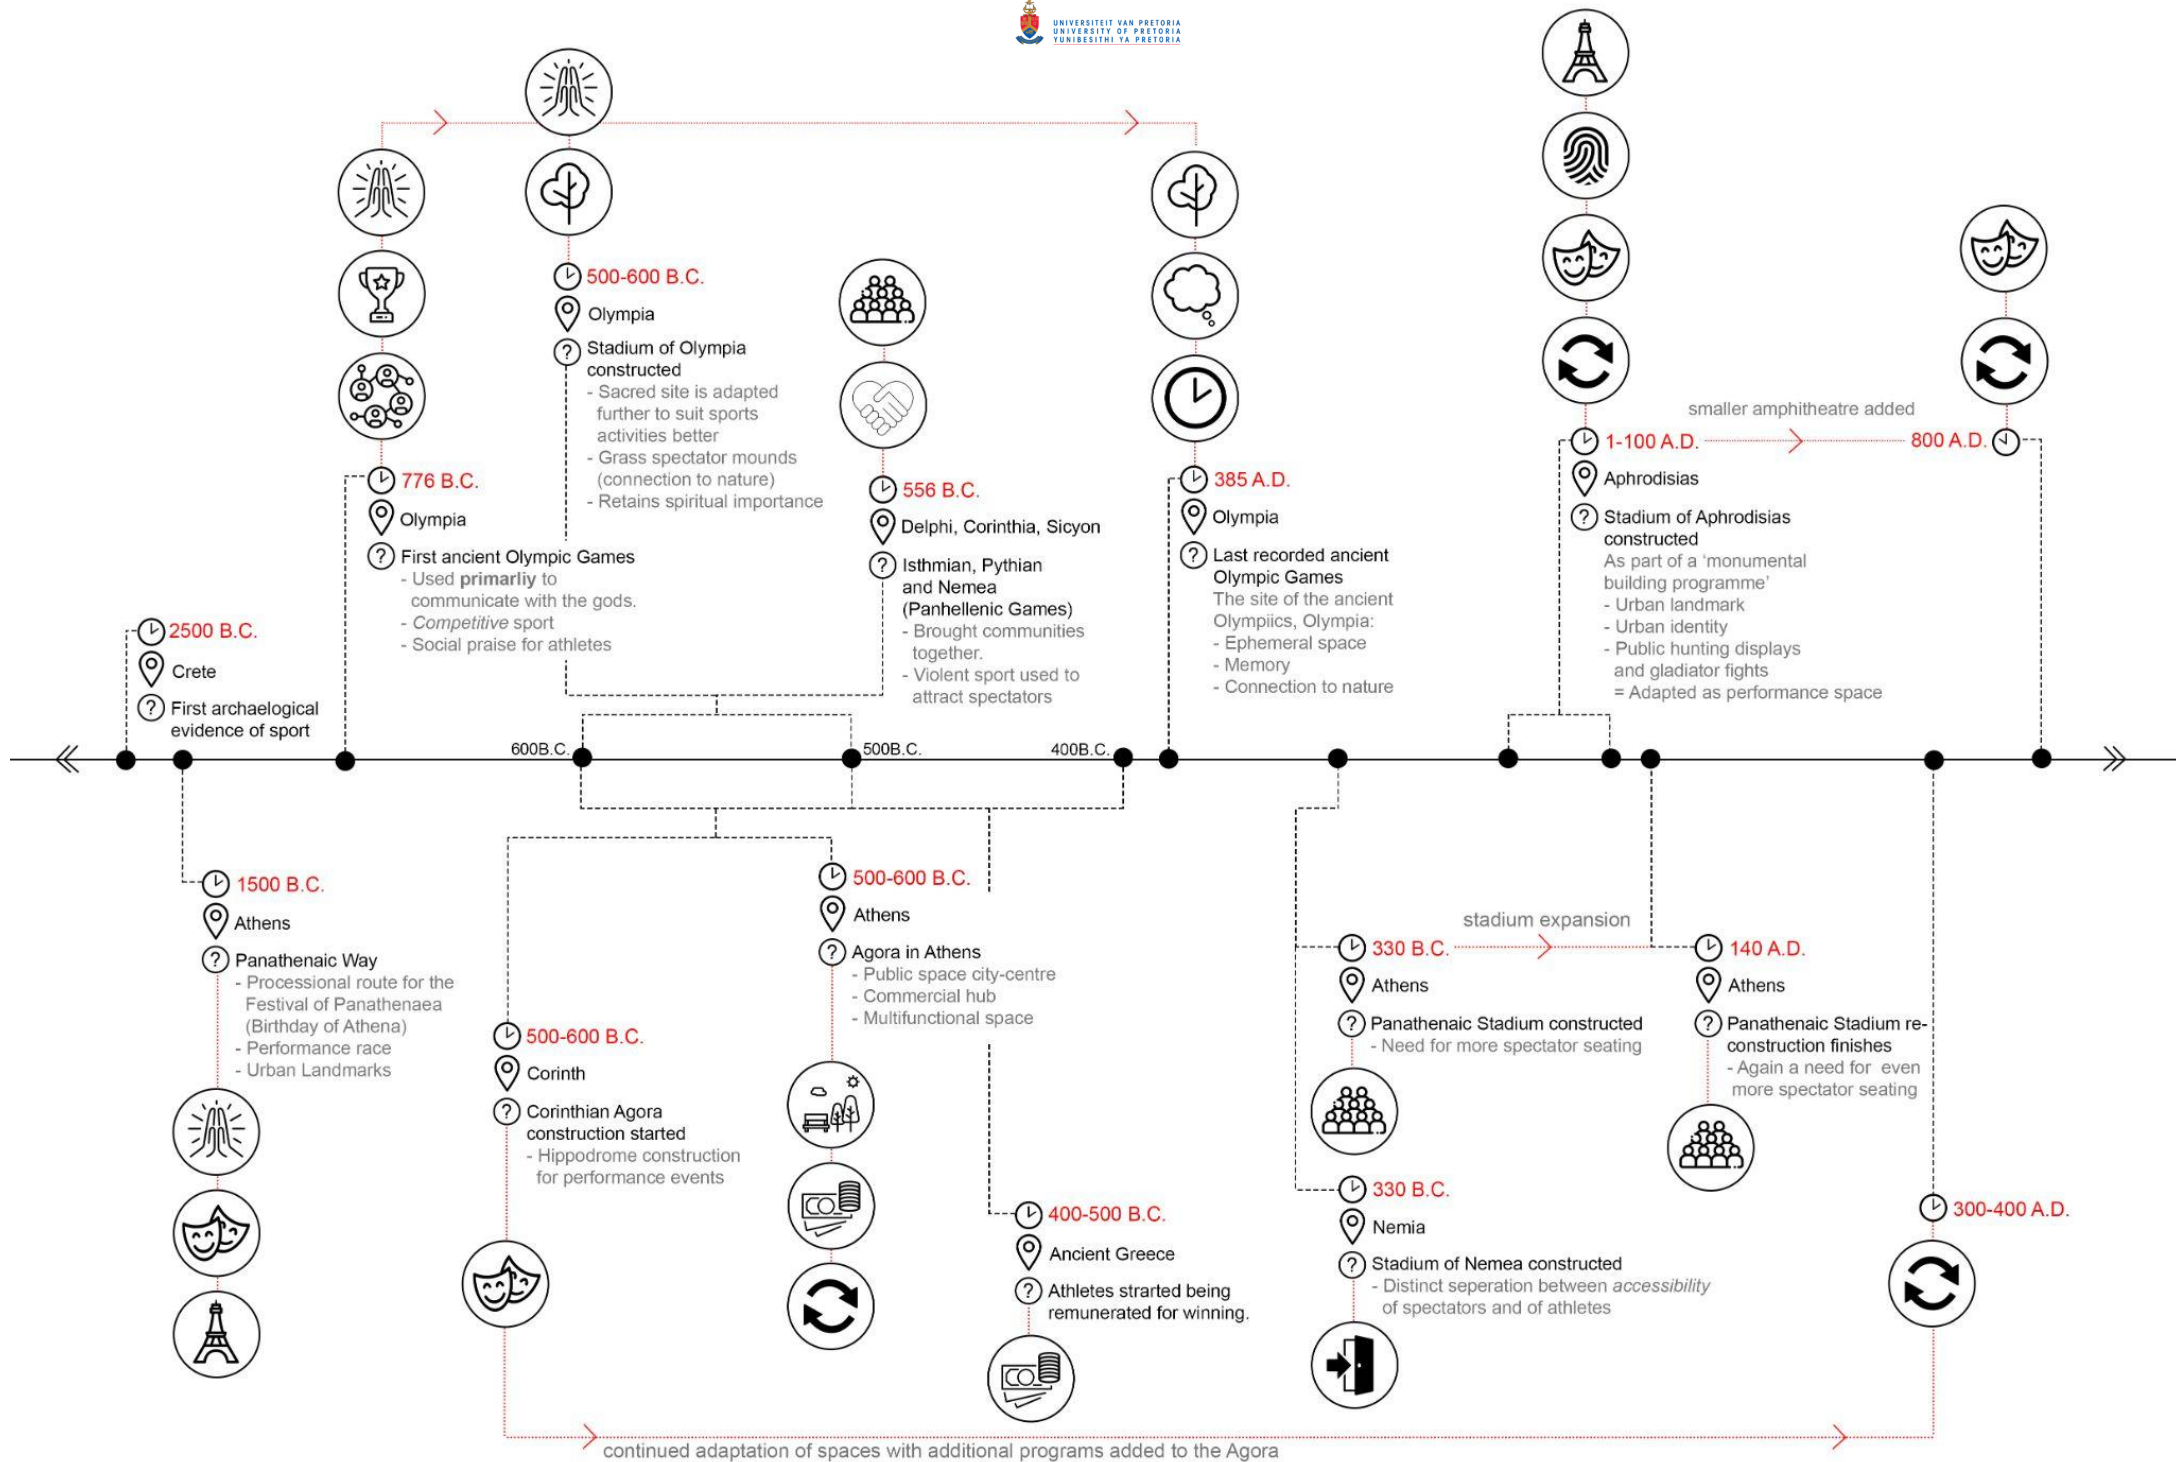 UNIVERSITEIT VAN PRETORIA
UNIVERSITY OF PRETORIA
YUNIBESITHI YA PRETORIA
2500 B.C.
Crete
First archaelogical
evidence of sport
776 B.C.
Olympia
First ancient Olympic Games
- Used primarliy to
communicate with the gods.
- Competitive sport
- Social praise for athletes
500-600 B.C.
Olympia
Stadium of Olympia
constructed
- Sacred site is adapted
further to suit sports
activities better
- Grass spectator mounds
(connection to nature)
- Retains spiritual importance
556 B.C.
Delphi, Corinthia, Sicyon
Isthmian, Pythian
and Nemea
(Panhellenic Games)
- Brought communities
together.
- Violent sport used to
attract spectators
385 A.D.
Olympia
Last recorded ancient
Olympic Games
The site of the ancient
Olympiics, Olympia:
- Ephemeral space
- Memory
- Connection to nature
smaller amphitheatre added
1-100 A.D.
800 A.D.
Aphrodisias
Stadium of Aphrodisias
constructed
As part of a ‘monumental
building programme’
- Urban landmark
- Urban identity
- Public hunting displays
and gladiator fights
= Adapted as performance space
600B.C.
500B.C.
400B.C.
1500 B.C.
Athens
Panathenaic Way
- Processional route for the
Festival of Panathenaea
(Birthday of Athena)
- Performance race
- Urban Landmarks
500-600 B.C.
Corinth
Corinthian Agora
construction started
- Hippodrome construction
for performance events
500-600 B.C.
Athens
Agora in Athens
- Public space city-centre
- Commercial hub
- Multifunctional space
400-500 B.C.
Ancient Greece
Athletes strarted being
remunerated for winning.
stadium expansion
330 B.C.
Athens
Panathenaic Stadium constructed
- Need for more spectator seating
330 B.C.
Nemia
Stadium of Nemea constructed
- Distinct seperation between accessibility
of spectators and of athletes
140 A.D.
Athens
Panathenaic Stadium re-
construction finishes
- Again a need for even
more spectator seating
300-400 A.D.
continued adaptation of spaces with additional programs added to the Agora